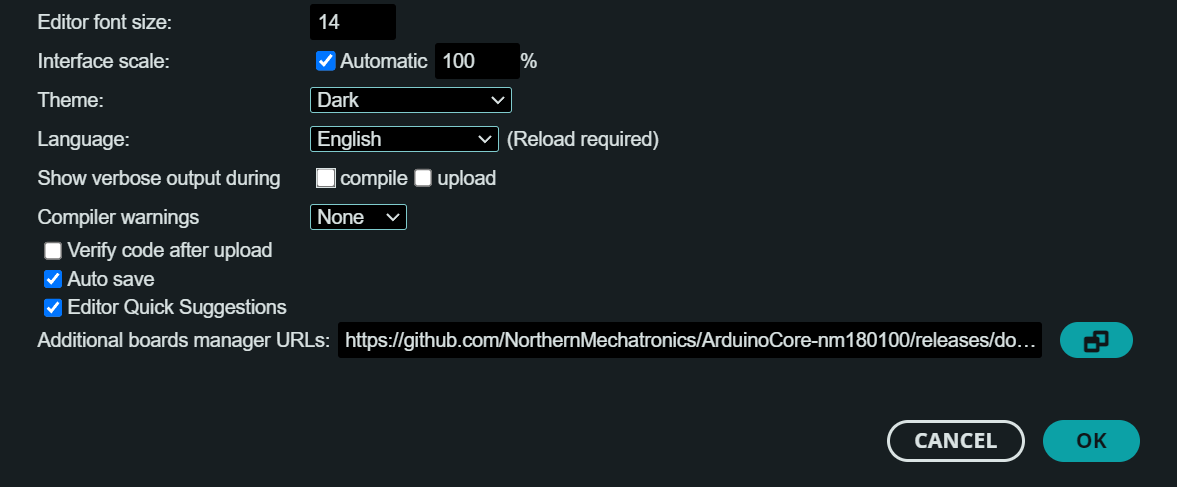 Editor font size: 14
Interface scale: Automatic 100 %
Theme: Dark
Language: English (Reload required)
Show verbose output during compile upload
Compiler warnings None
Verify code after upload
Auto save
Editor Quick Suggestions
Additional boards manager URLs: https://github.com/NorthernMechatronics/ArduinoCore-nm180100/releases/do...
CANCEL OK